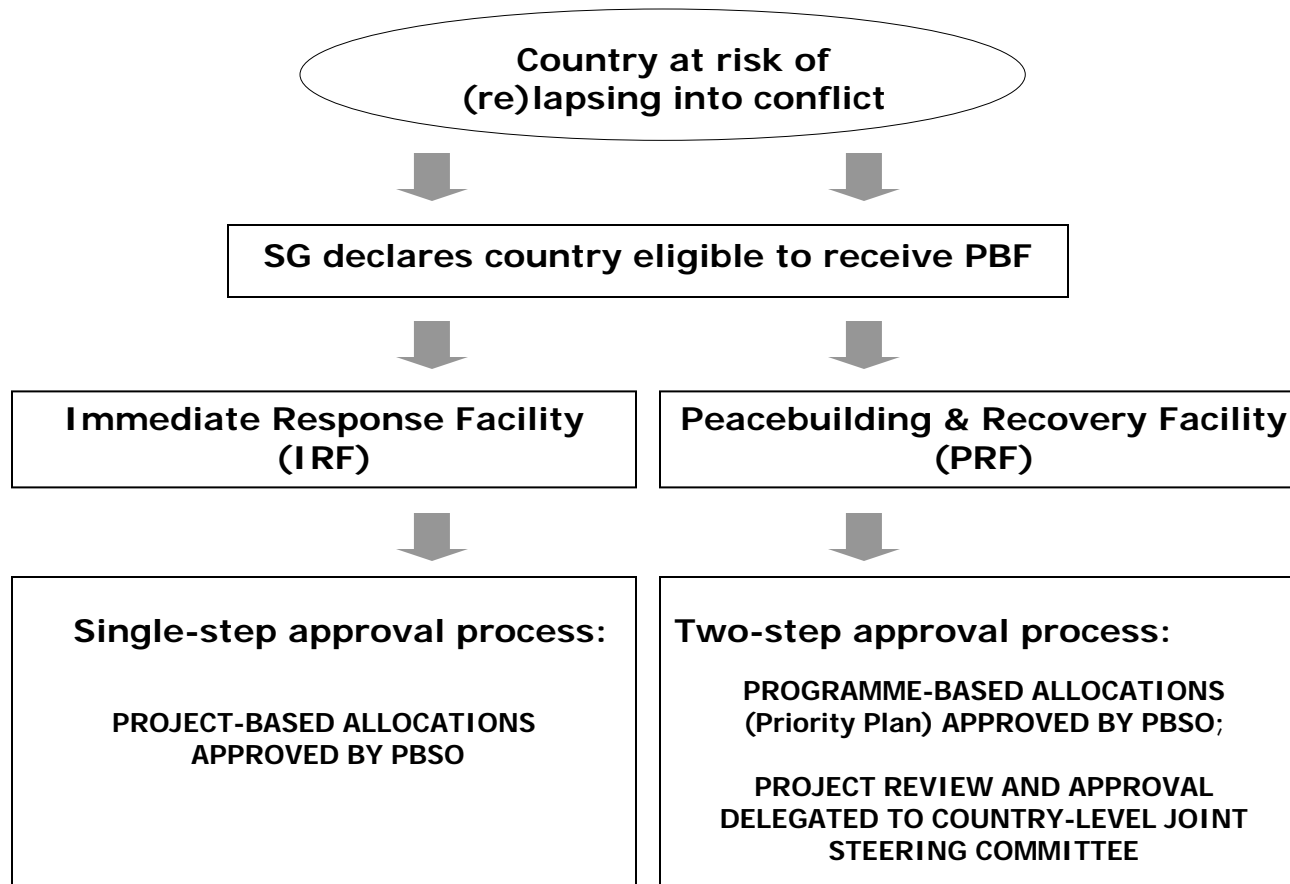 Country at risk of
(re)lapsing into conflict
SG declares country eligible to receive PBF
Immediate Response Facility
(IRF)
Peacebuilding & Recovery Facility
(PRF)
Single-step approval process:
PROJECT-BASED ALLOCATIONS
APPROVED BY PBSO
Two-step approval process:
PROGRAMME-BASED ALLOCATIONS
(Priority Plan) APPROVED BY PBSO;
PROJECT REVIEW AND APPROVAL
DELEGATED TO COUNTRY-LEVEL JOINT
STEERING COMMITTEE